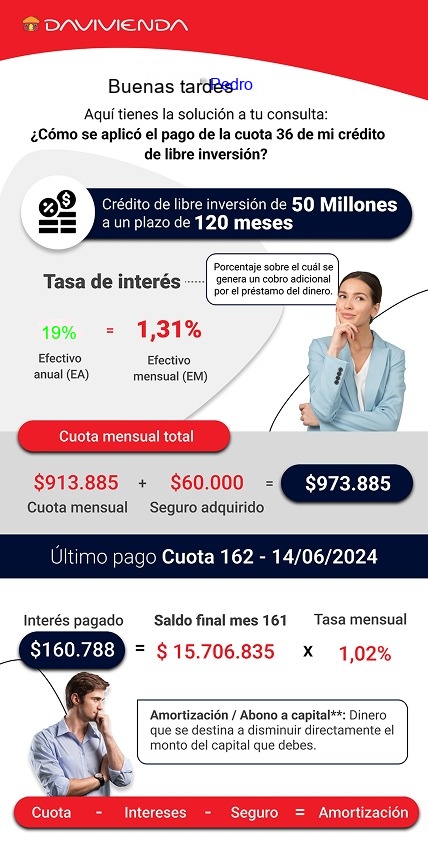 DAVIVIENDA
Buenas tardes Pedro
Aquí tienes la solución a tu consulta:
¿Cómo se aplicó el pago de la cuota 36 de mi crédito
de libre inversión?
Crédito de libre inversión de 50 Millones
a un plazo de 120 meses
Tasa de interés
Porcentaje sobre el cuál se
genera un cobro adicional
por el préstamo del dinero.
19% = 1,31%
Efectivo
anual (EA)
Efectivo
mensual (EM)
Cuota mensual total
$913.885 + $60.000 = $973.885
Cuota mensual Seguro adquirido
Último pago Cuota 162 - 14/06/2024
Interés pagado Saldo final mes 161 Tasa mensual
$160.788 = $ 15.706.835 x 1,02%
Amortización / Abono a capital**: Dinero
que se destina a disminuir directamente el
monto del capital que debes.
Cuota - Intereses - Seguro = Amortización